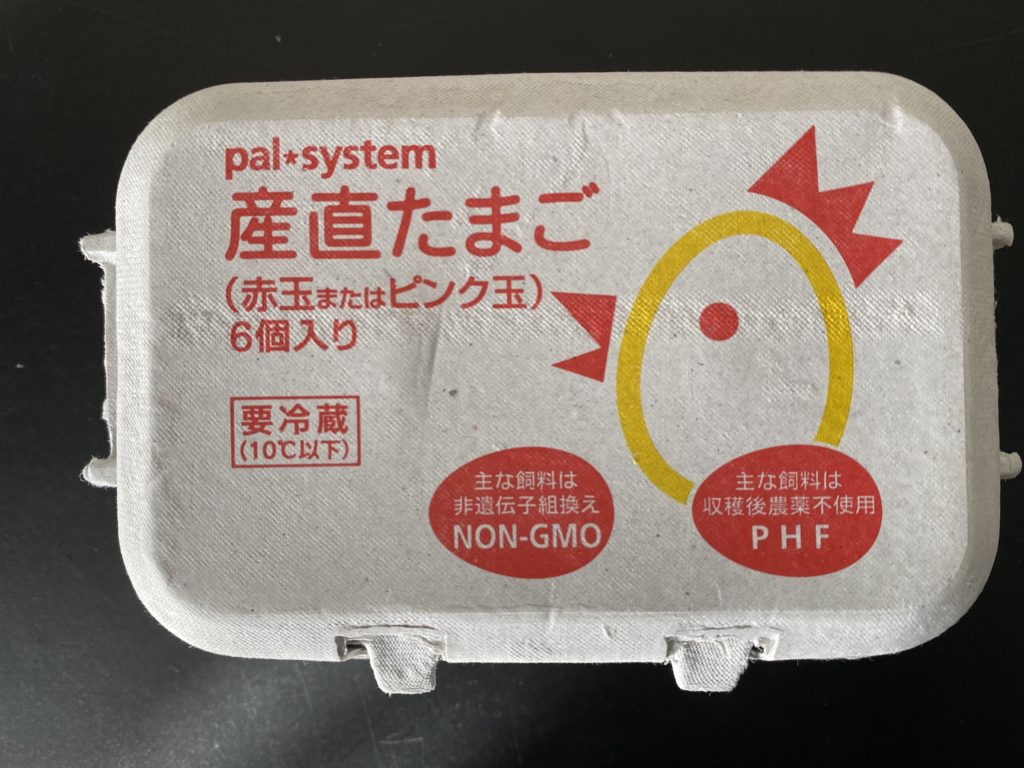 pal★system
産直たまご
(赤玉またはピンク玉)
6個入り
要冷蔵
(10℃以下)
主な飼料は
非遺伝子組換え
NON-GMO
主な飼料は
収穫後農薬不使用
PHF